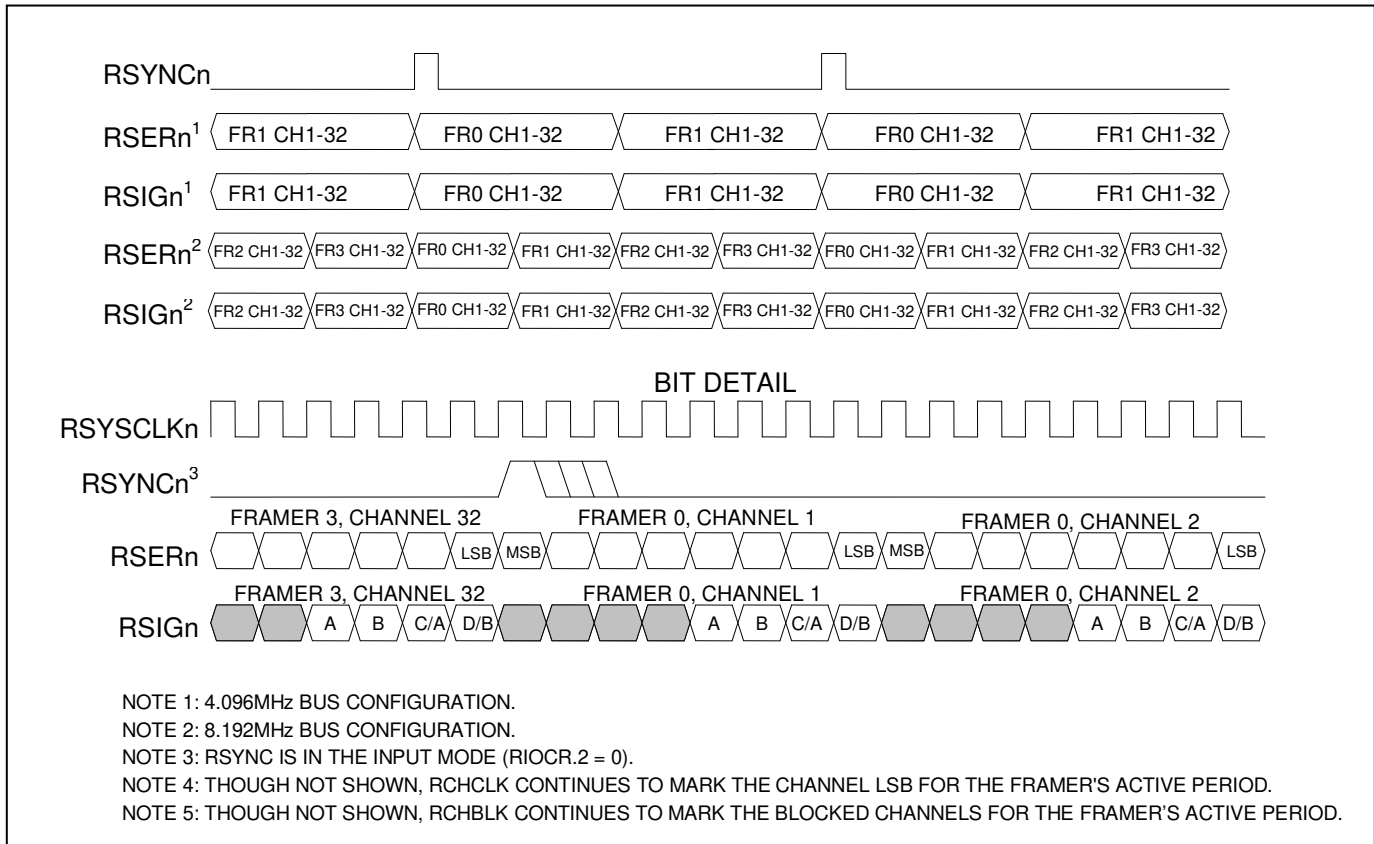 RSYNCn
RSERn1 FR1 CH1-32 FR0 CH1-32 FR1 CH1-32 FR0 CH1-32 FR1 CH1-32
RSIGn1 FR1 CH1-32 FR0 CH1-32 FR1 CH1-32 FR0 CH1-32 FR1 CH1-32
RSERn2 FR2 CH1-32 FR3 CH1-32 FR0 CH1-32 FR1 CH1-32 FR2 CH1-32 FR3 CH1-32 FR0 CH1-32 FR1 CH1-32 FR2 CH1-32 FR3 CH1-32
RSIGn2 FR2 CH1-32 FR3 CH1-32 FR0 CH1-32 FR1 CH1-32 FR2 CH1-32 FR3 CH1-32 FR0 CH1-32 FR1 CH1-32 FR2 CH1-32 FR3 CH1-32
BIT DETAIL
RSYSCLKn
RSYNCn3
FRAMER 3, CHANNEL 32 FRAMER 0, CHANNEL 1 FRAMER 0, CHANNEL 2
RSERn LSB MSB LSB MSB LSB
FRAMER 3, CHANNEL 32 FRAMER 0, CHANNEL 1 FRAMER 0, CHANNEL 2
RSIGn A B C/A D/B A B C/A D/B A B C/A D/B
NOTE 1: 4.096MHz BUS CONFIGURATION.
NOTE 2: 8.192MHz BUS CONFIGURATION.
NOTE 3: RSYNC IS IN THE INPUT MODE (RIOCR.2 = 0).
NOTE 4: THOUGH NOT SHOWN, RCHCLK CONTINUES TO MARK THE CHANNEL LSB FOR THE FRAMER'S ACTIVE PERIOD.
NOTE 5: THOUGH NOT SHOWN, RCHBLK CONTINUES TO MARK THE BLOCKED CHANNELS FOR THE FRAMER’S ACTIVE PERIOD.